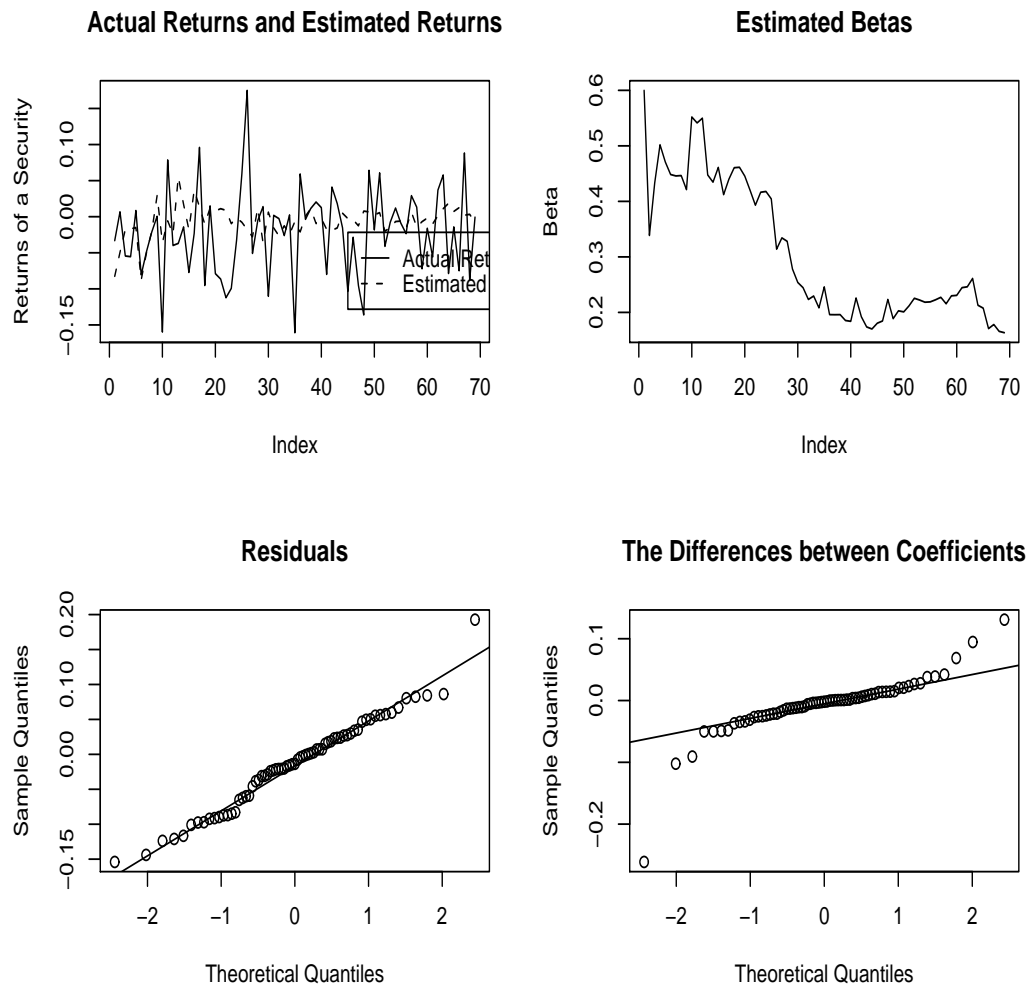 Actual Returns and Estimated Returns
Returns of a Security
0.10
0.00
−0.15
Actual Ret
Estimated
0 10 20 30 40 50 60 70
Index
Estimated Betas
Beta
0.6
0.5
0.4
0.3
0.2
0 10 20 30 40 50 60 70
Index
Residuals
Sample Quantiles
0.20
0.10
0.00
−0.15
−2 −1 0 1 2
Theoretical Quantiles
The Differences between Coefficients
Sample Quantiles
0.1
0.0
−0.2
−2 −1 0 1 2
Theoretical Quantiles